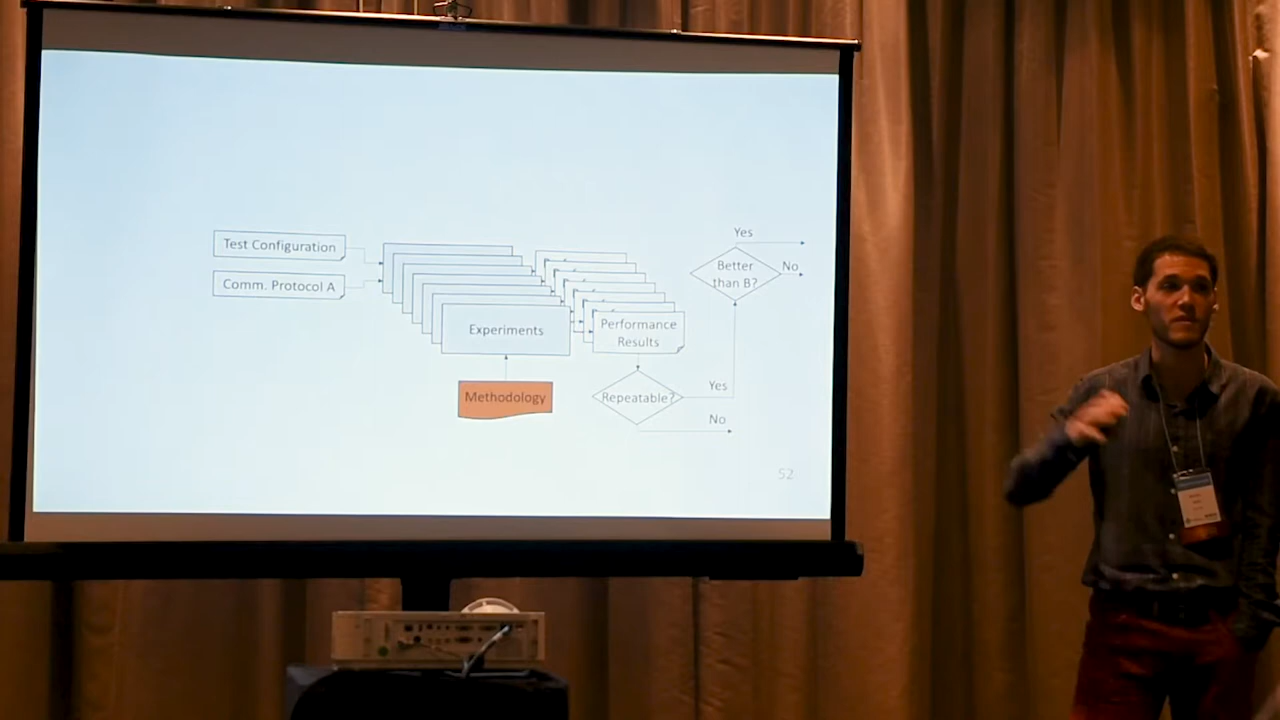 Test Configuration
Comm. Protocol A
Experiments
Methodology
Performance
Results
Repeatable?
Yes
No
Better
than B?
Yes
No
52